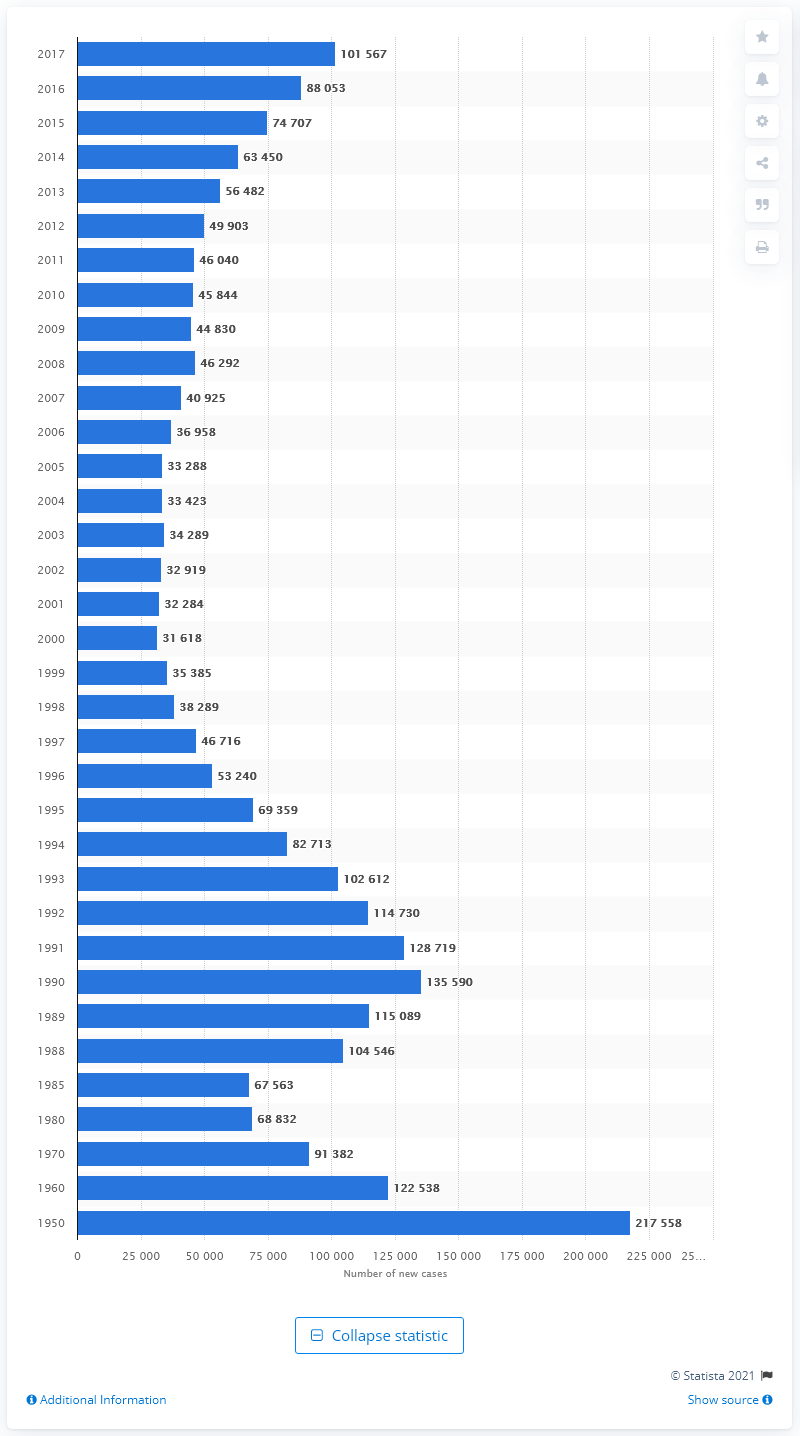 2017 101 567
2016 88 053
2015 74 707
2014 63 450
2013 56 482
2012 49 903
2011 46 040
2010 45 844
2009 44 830
2008 46 292
2007 40 925
2006 36 958
2005 33 288
2004 33 423
2003 34 289
2002 32 919
2001 32 284
2000 31 618
1999 35 385
1998 38 289
1997 46 716
1996 53 240
1995 69 359
1994 82 713
1993 102 612
1992 114 730
1991 128 719
1990 135 590
1989 115 089
1988 104 546
1985 67 563
1980 68 832
1970 91 382
1960 122 538
1950 217 558
0 25 000 50 000 75 000 100 000 125 000 150 000 175 000 200 000 225 000 25...
Number of new cases
Collapse statistic
© Statista 2021
Additional Information Show source